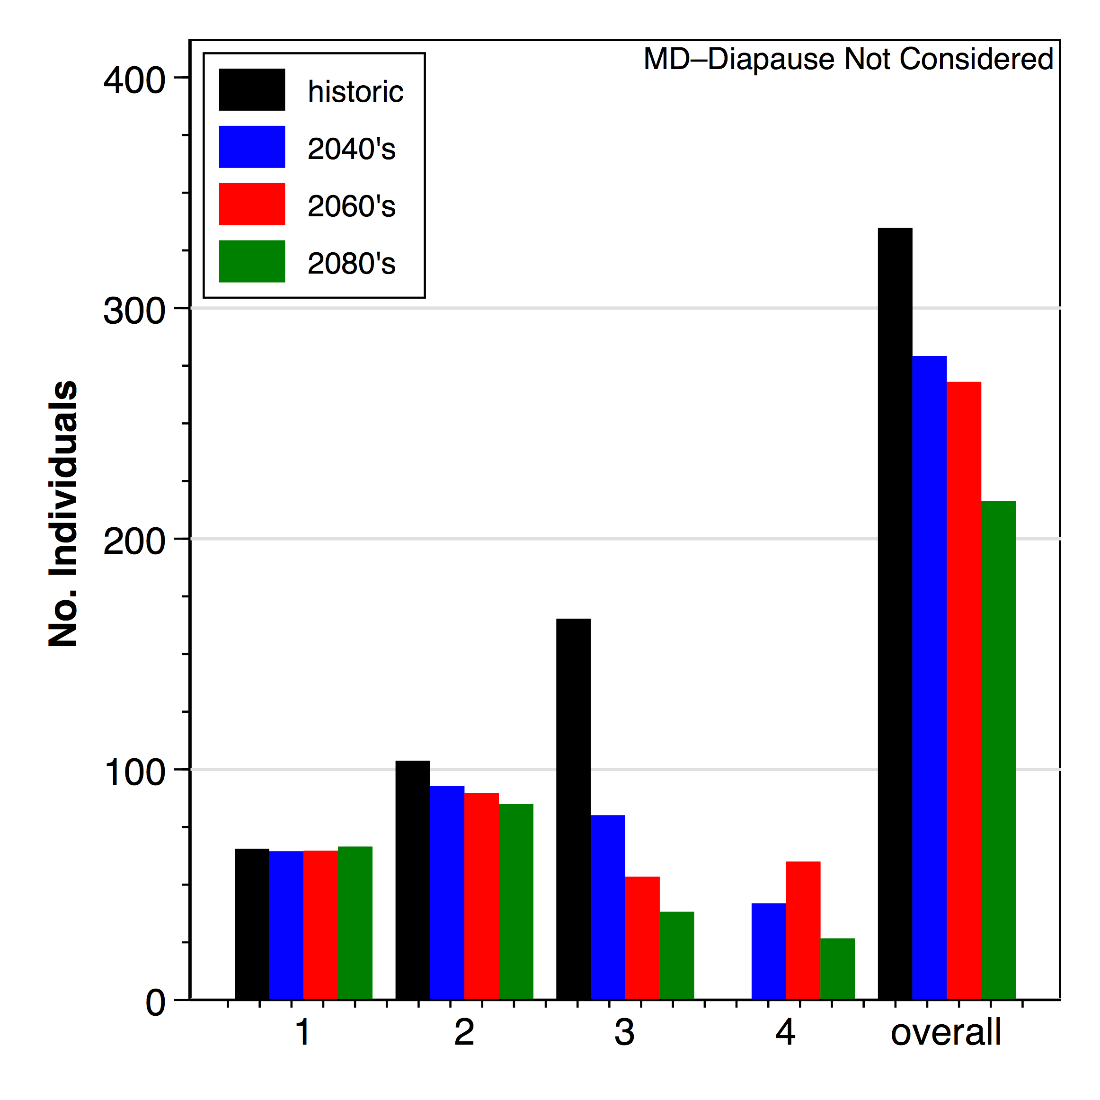 MD–Diapause Not Considered
historic
2040's
2060's
2080's
400
300
200
100
0
No. Individuals
1 2 3 4 overall